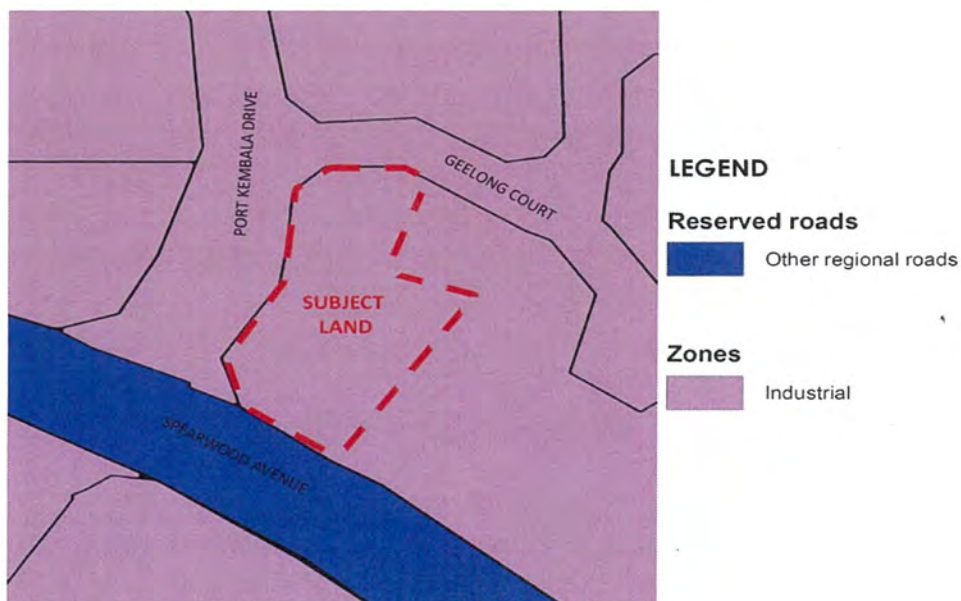 PORT KEMBALA DRIVE
GEELONG COURT
SUBJECT
LAND
SPEARWOOD AVENUE
LEGEND
Reserved roads
Other regional roads
Zones
Industrial